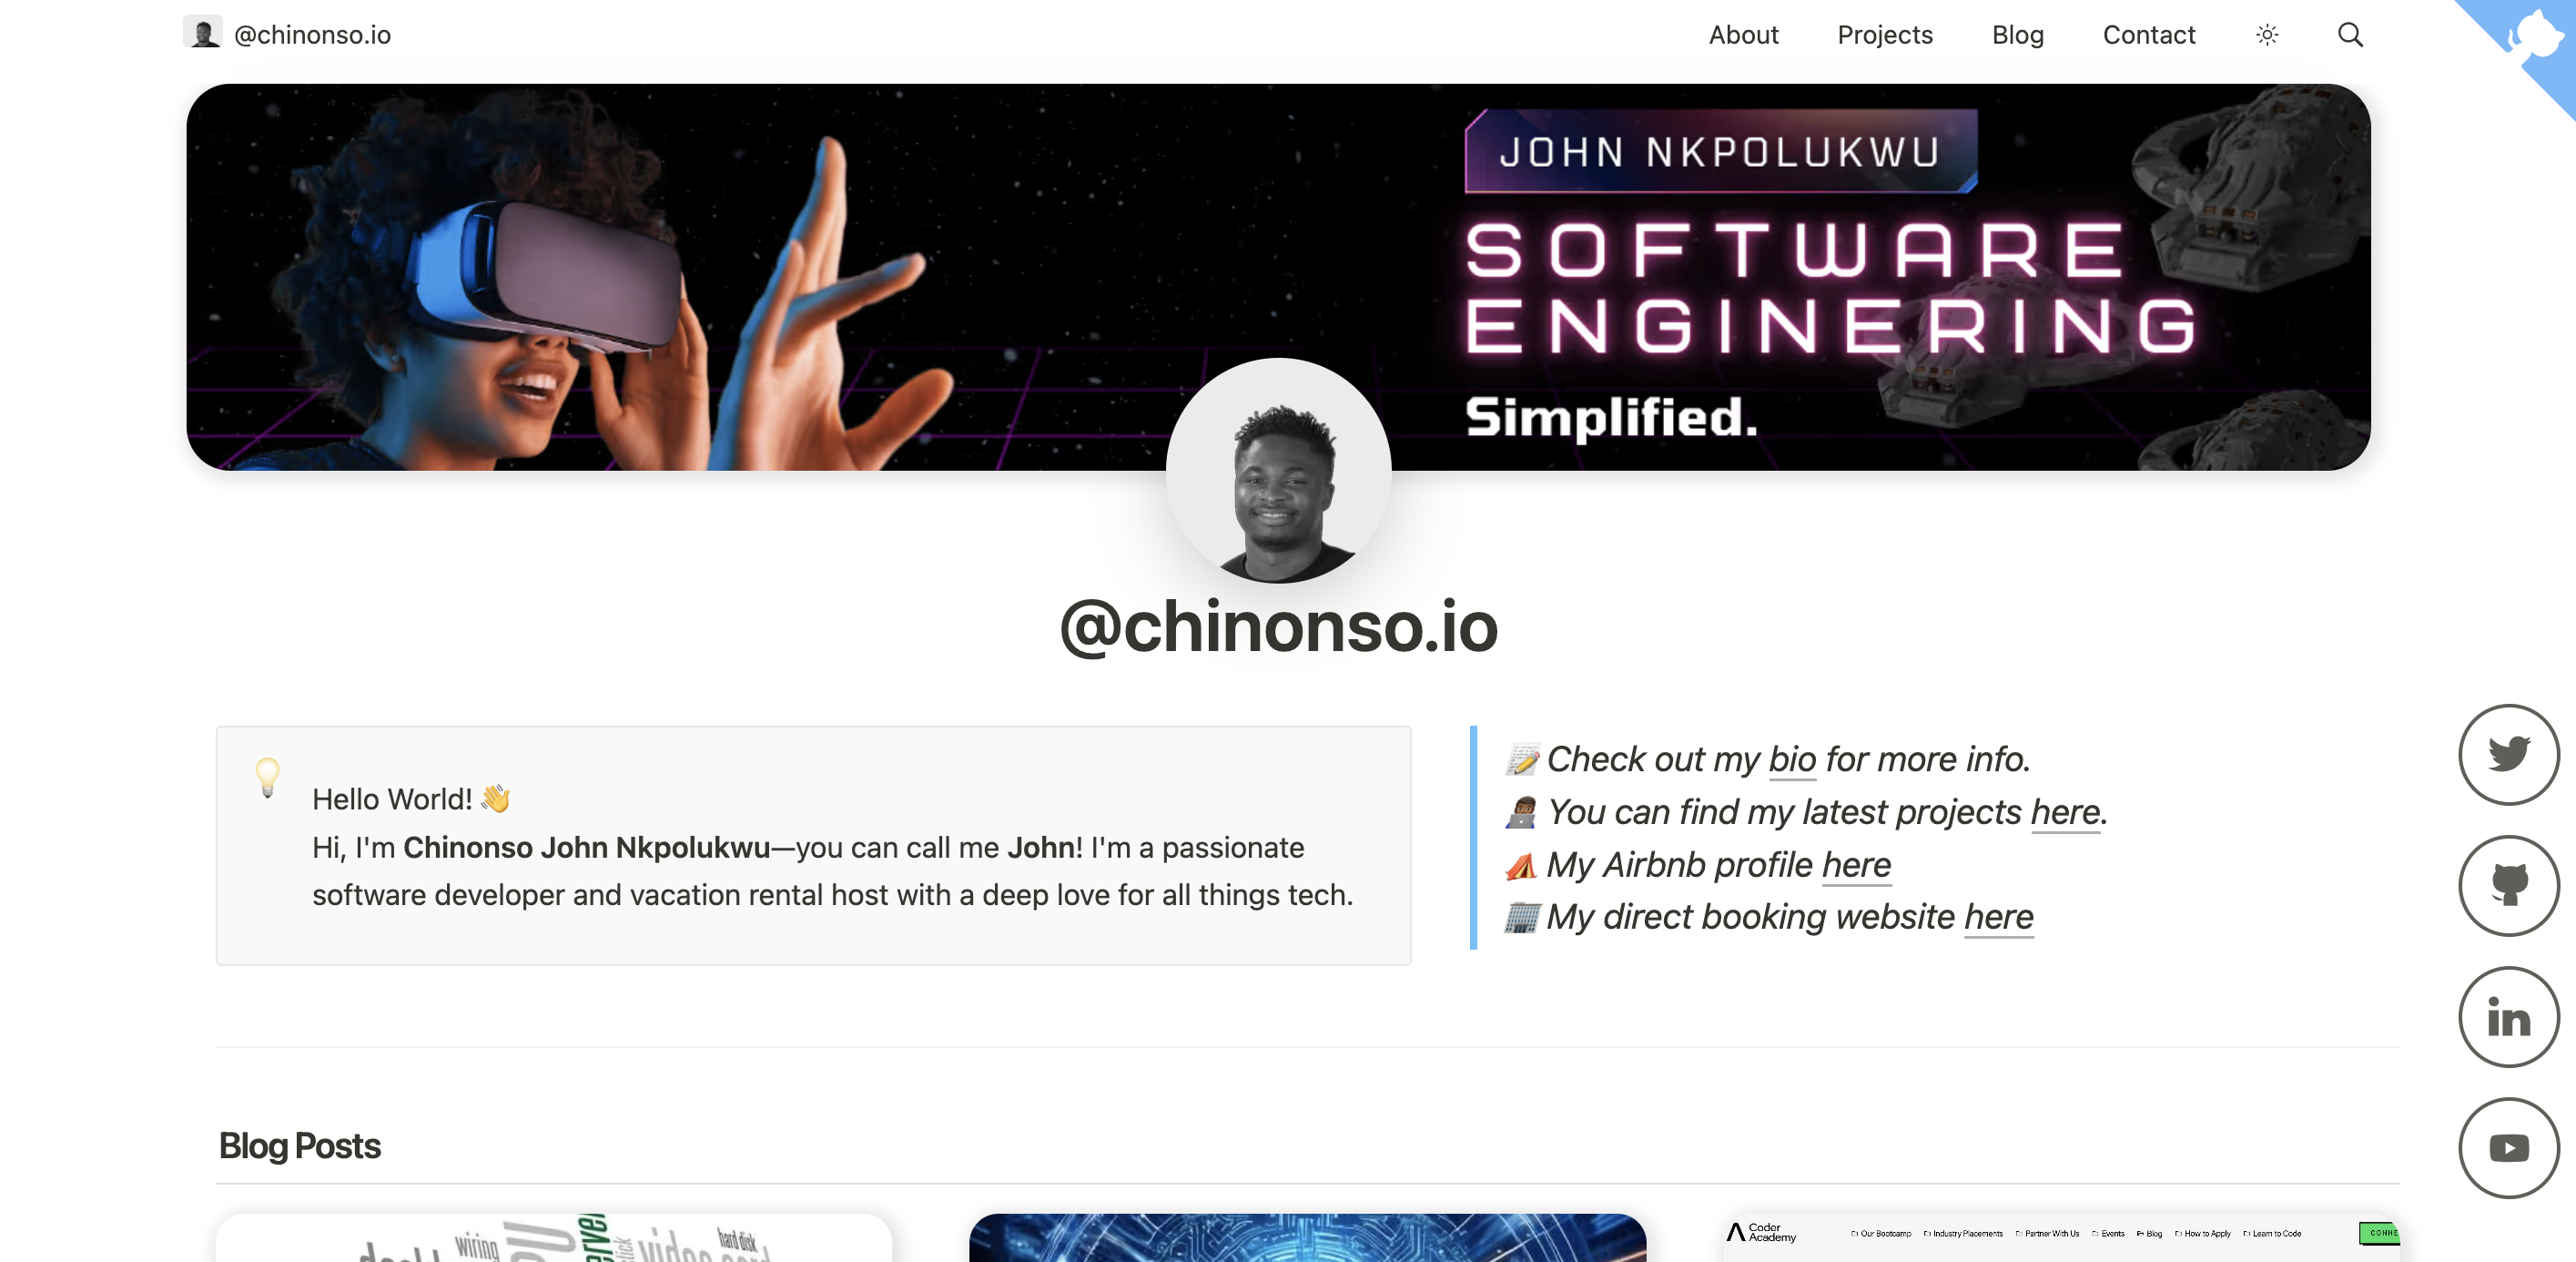 @chinonso.io
About Projects Blog Contact
JOHN NKPOLUKWU
SOFTWARE
ENGINERING
Simplified.
@chinonso.io
Hello World! 👋
Hi, I'm Chinonso John Nkpolukwu—you can call me John! I'm a passionate
software developer and vacation rental host with a deep love for all things tech.
📝 Check out my bio for more info.
👨🏾‍💻 You can find my latest projects here.
⛺ My Airbnb profile here
🏢 My direct booking website here
in
Blog Posts
wiring
hard disk
video card
Coder
Academy
Our Bootcamp Industry Placements Partner With Us Events Blog How to Apply Learn to Code